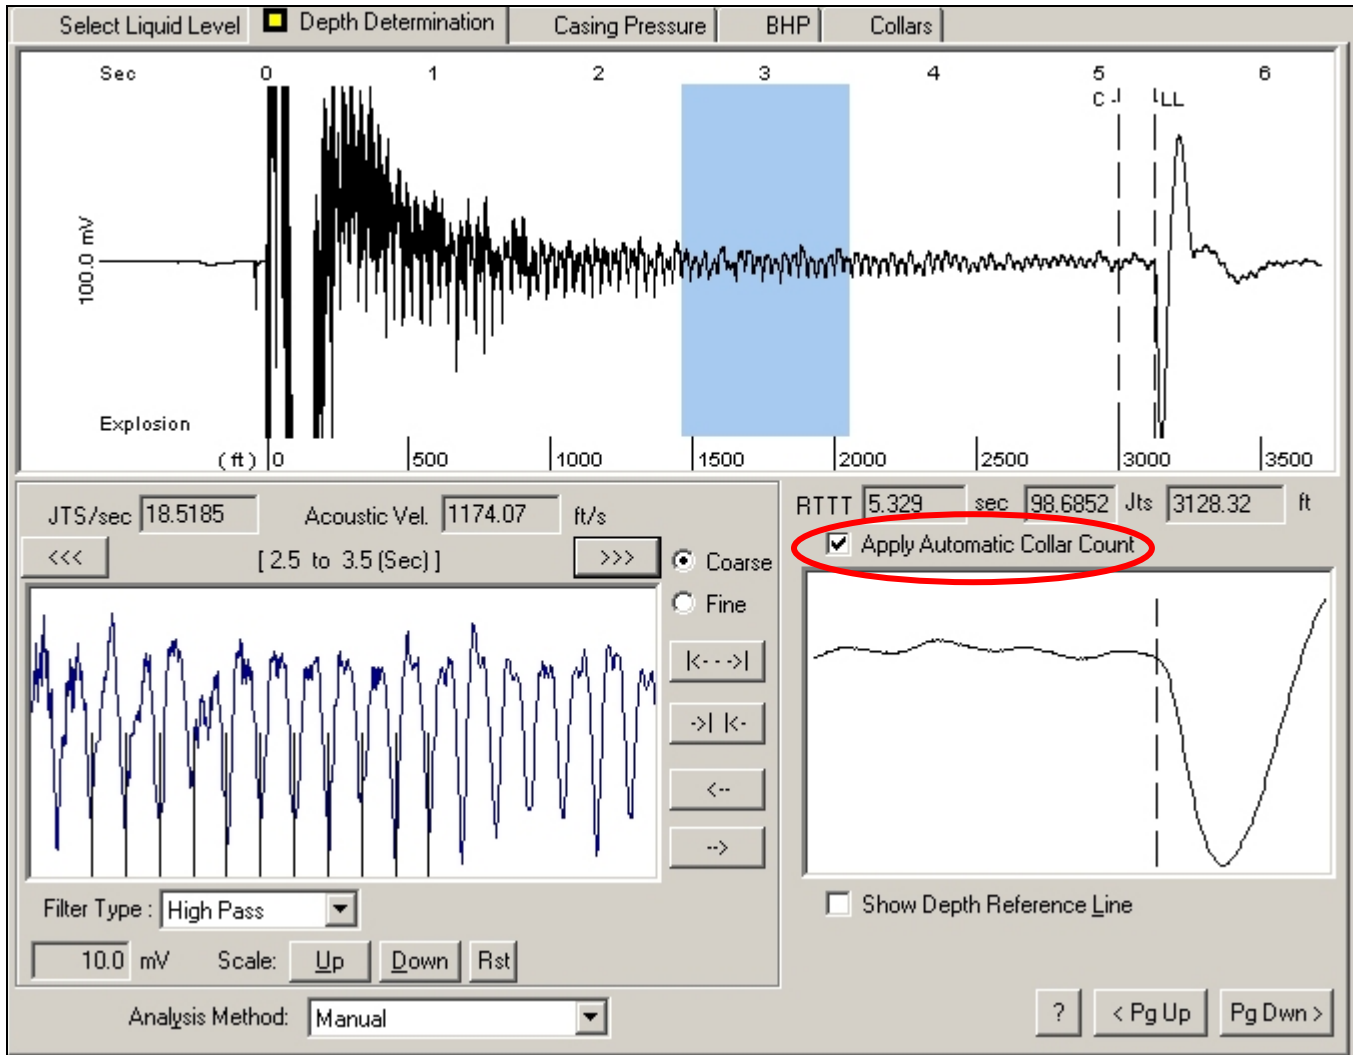 Select Liquid Level Depth Determination Casing Pressure BHP Collars
Sec 0 1 2 3 4 5 6
C LL
100.0 mV
Explosion
(ft) 0 500 1000 1500 2000 2500 3000 3500
JTS/sec 18.5185 Acoustic Vel. 1174.07 ft/s
RTTT 5.329 sec 98.6852 Jts 3128.32 ft
<<< [ 2.5 to 3.5 (Sec) ] >>>
Apply Automatic Collar Count
Coarse
Fine
|<--->|
->| |<-
<--
-->
Filter Type : High Pass
Show Depth Reference Line
10.0 mV Scale: Up Down Rst
Analysis Method: Manual
? < Pg Up Pg Dwn >